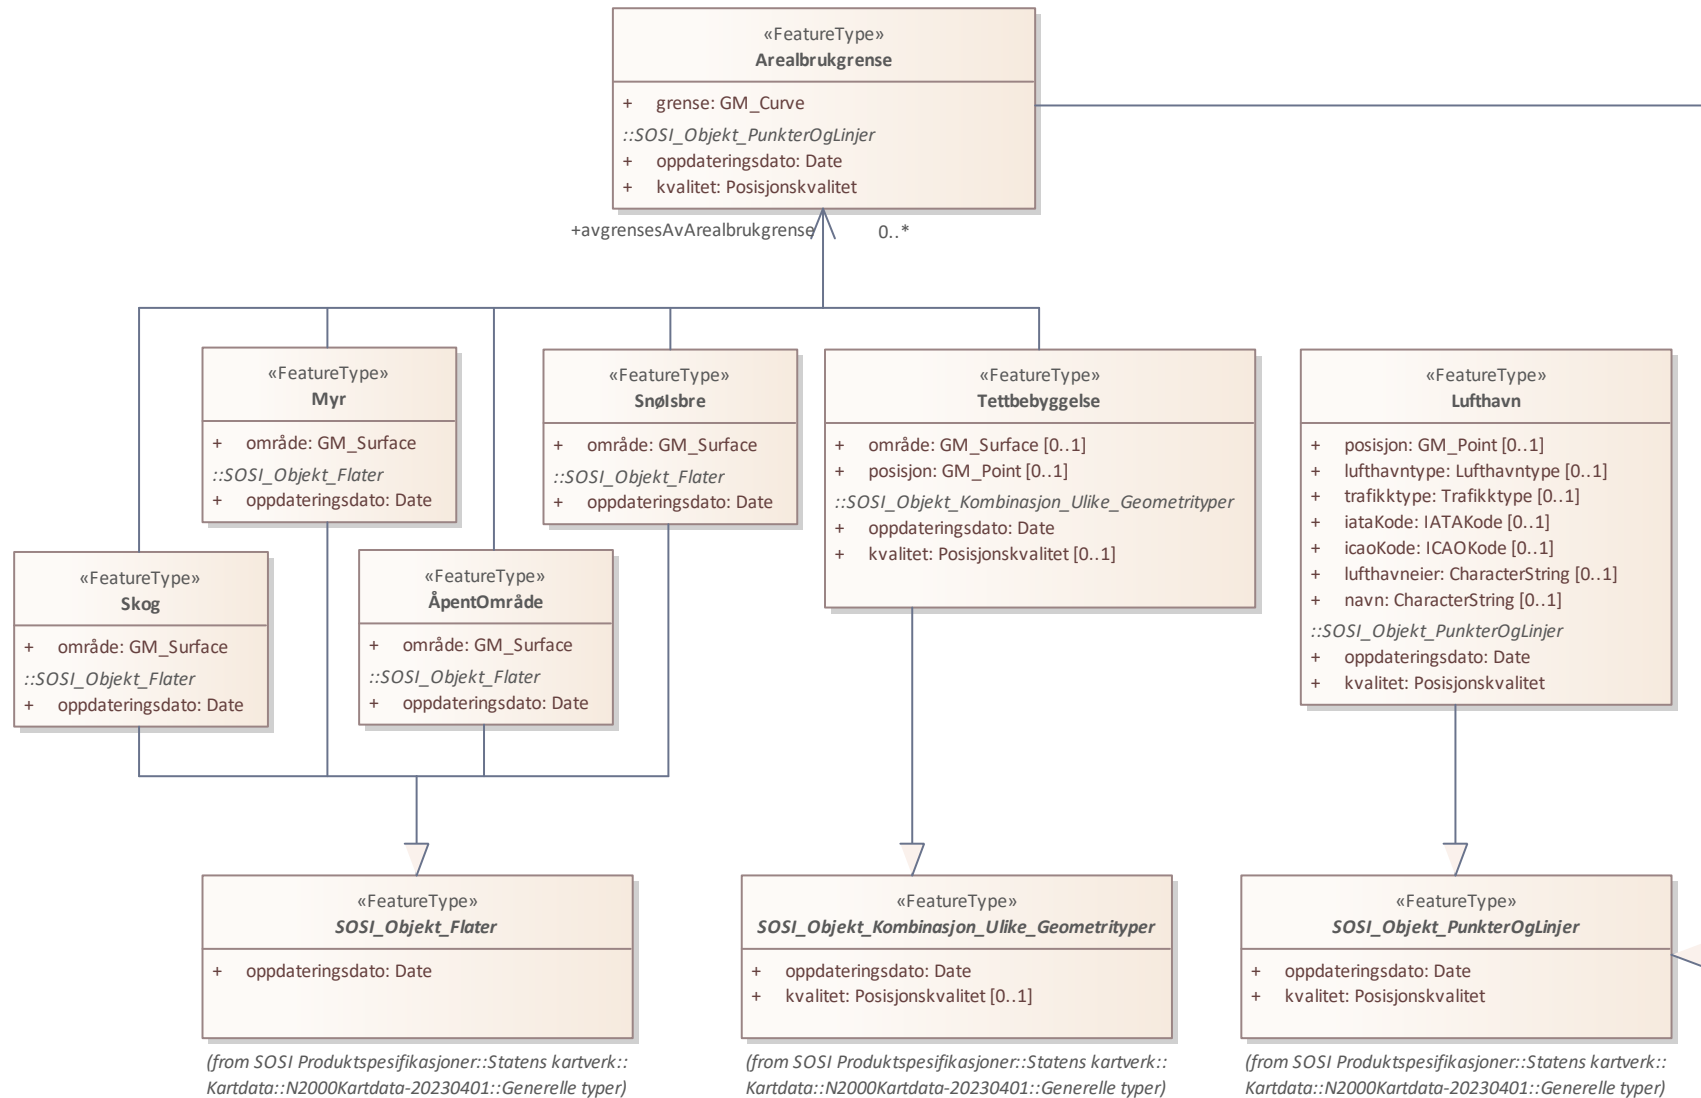 «FeatureType»
Arealbrukgrense
+ grense: GM_Curve
::SOSI_Objekt_PunkterOgLinjer
+ oppdateringsdato: Date
+ kvalitet: Posisjonskvalitet
+avgrensesAvArealbrukgrense 0..*
«FeatureType»
Myr
+ område: GM_Surface
::SOSI_Objekt_Flater
+ oppdateringsdato: Date
«FeatureType»
SnøIsbre
+ område: GM_Surface
::SOSI_Objekt_Flater
+ oppdateringsdato: Date
«FeatureType»
Tettbebyggelse
+ område: GM_Surface [0..1]
+ posisjon: GM_Point [0..1]
::SOSI_Objekt_Kombinasjon_Ulike_Geometrityper
+ oppdateringsdato: Date
+ kvalitet: Posisjonskvalitet [0..1]
«FeatureType»
Lufthavn
+ posisjon: GM_Point [0..1]
+ lufthavntype: Lufthavntype [0..1]
+ trafikktype: Trafikktype [0..1]
+ iataKode: IATAKode [0..1]
+ icaoKode: ICAOKode [0..1]
+ lufthavneier: CharacterString [0..1]
+ navn: CharacterString [0..1]
::SOSI_Objekt_PunkterOgLinjer
+ oppdateringsdato: Date
+ kvalitet: Posisjonskvalitet
«FeatureType»
Skog
+ område: GM_Surface
::SOSI_Objekt_Flater
+ oppdateringsdato: Date
«FeatureType»
ÅpentOmråde
+ område: GM_Surface
::SOSI_Objekt_Flater
+ oppdateringsdato: Date
«FeatureType»
SOSI_Objekt_Flater
+ oppdateringsdato: Date
(from SOSI Produktspesifikasjoner::Statens kartverk::
Kartdata::N2000Kartdata-20230401::Generelle typer)
«FeatureType»
SOSI_Objekt_Kombinasjon_Ulike_Geometrityper
+ oppdateringsdato: Date
+ kvalitet: Posisjonskvalitet [0..1]
(from SOSI Produktspesifikasjoner::Statens kartverk::
Kartdata::N2000Kartdata-20230401::Generelle typer)
«FeatureType»
SOSI_Objekt_PunkterOgLinjer
+ oppdateringsdato: Date
+ kvalitet: Posisjonskvalitet
(from SOSI Produktspesifikasjoner::Statens kartverk::
Kartdata::N2000Kartdata-20230401::Generelle typer)